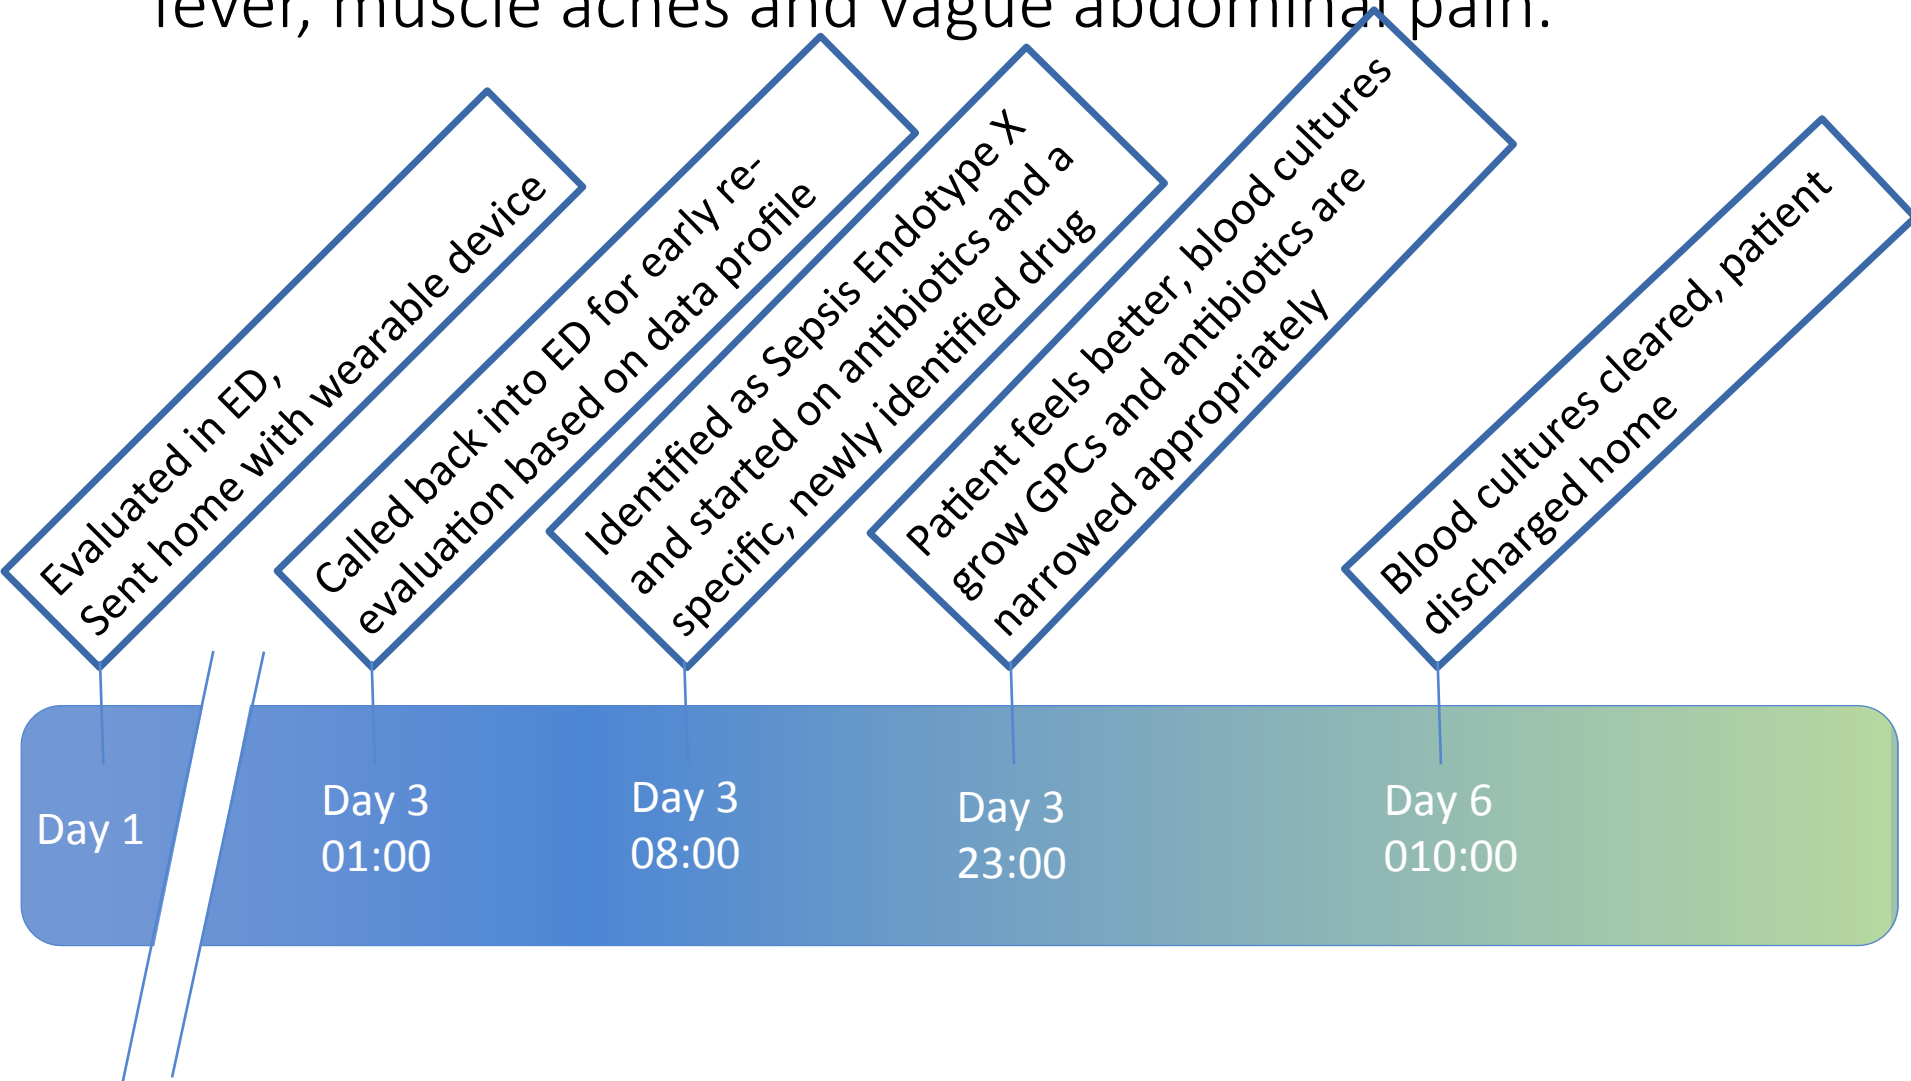 fever, muscle aches and vague abdominal pain.
Evaluated in ED,
Sent home with wearable device
Called back into ED for early re-
evaluation based on data profile
Identified as Sepsis Endotype X
and started on antibiotics and a
specific, newly identified drug
Patient feels better, blood cultures
grow GPCs and antibiotics are
narrowed appropriately
Blood cultures cleared, patient
discharged home
Day 1
Day 3
01:00
Day 3
08:00
Day 3
23:00
Day 6
010:00